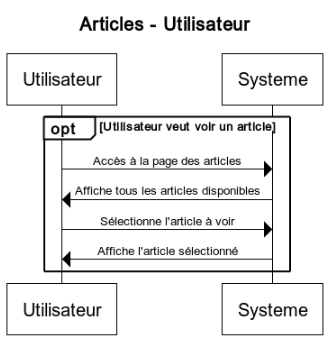 Articles - Utilisateur
Utilisateur Systeme
opt [Utilisateur veut voir un article]
Accès à la page des articles
Affiche tous les articles disponibles
Sélectionne l'article à voir
Affiche l'article sélectionné
Utilisateur Systeme